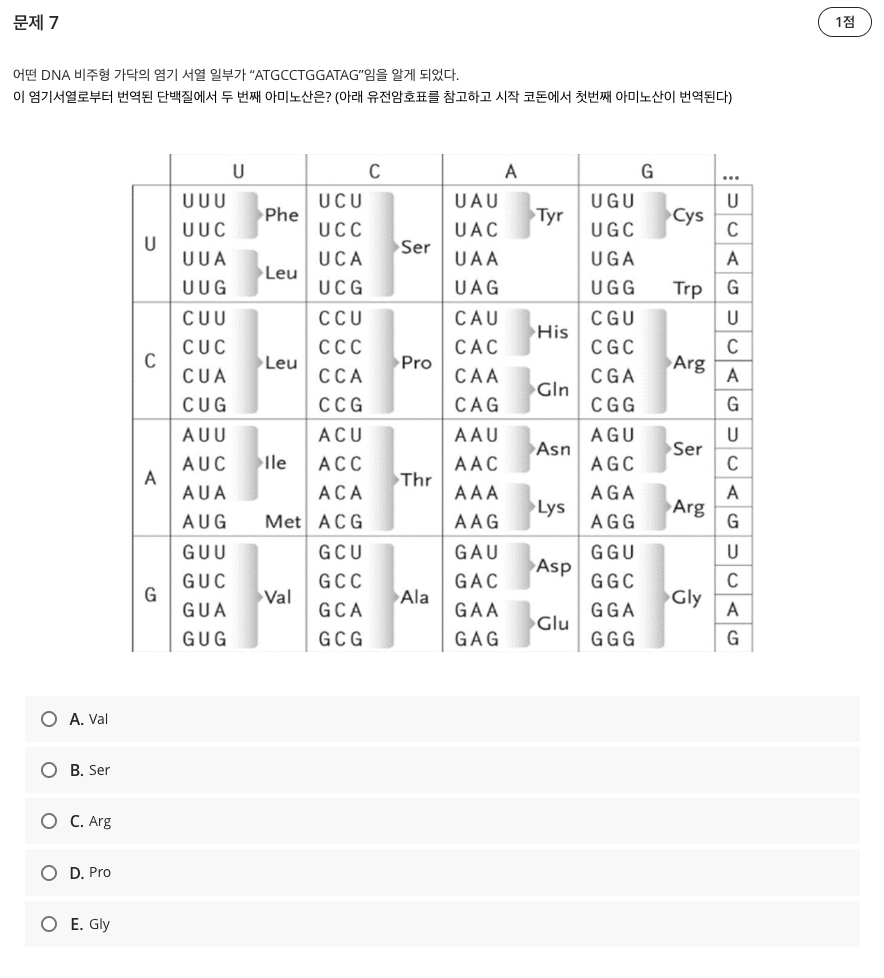 문제 7
1점
어떤 DNA 비주형 가닥의 염기 서열 일부가 “ATGCCTGGATAG”임을 알게 되었다.
이 염기서열로부터 번역된 단백질에서 두 번째 아미노산은? (아래 유전암호표를 참고하고 시작 코돈에서 첫번째 아미노산이 번역된다)
U C A G ...
UUU UCU UAU UGU U
Phe Tyr Cys
UUC UCC UAC UGC C
U Ser
UUA UCA UAA UGA A
Leu
UUG UCG UAG UGG Trp G
CUU CCU CAU CGU U
His
CUC CCC CAC CGC C
C Leu Pro Arg
CUA CCA CAA CGA A
Gln
CUG CCG CAG CGG G
AUU ACU AAU AGU U
Asn Ser
AUC Ile ACC AAC AGC C
A Thr
AUA ACA AAA AGA A
Lys Arg
AUG Met ACG AAG AGG G
GUU GCU GAU GGU U
Asp
GUC GCC GAC GGC C
G Val Ala Gly
GUA GCA GAA GGA A
Glu
GUG GCG GAG GGG G
A. Val
B. Ser
C. Arg
D. Pro
E. Gly